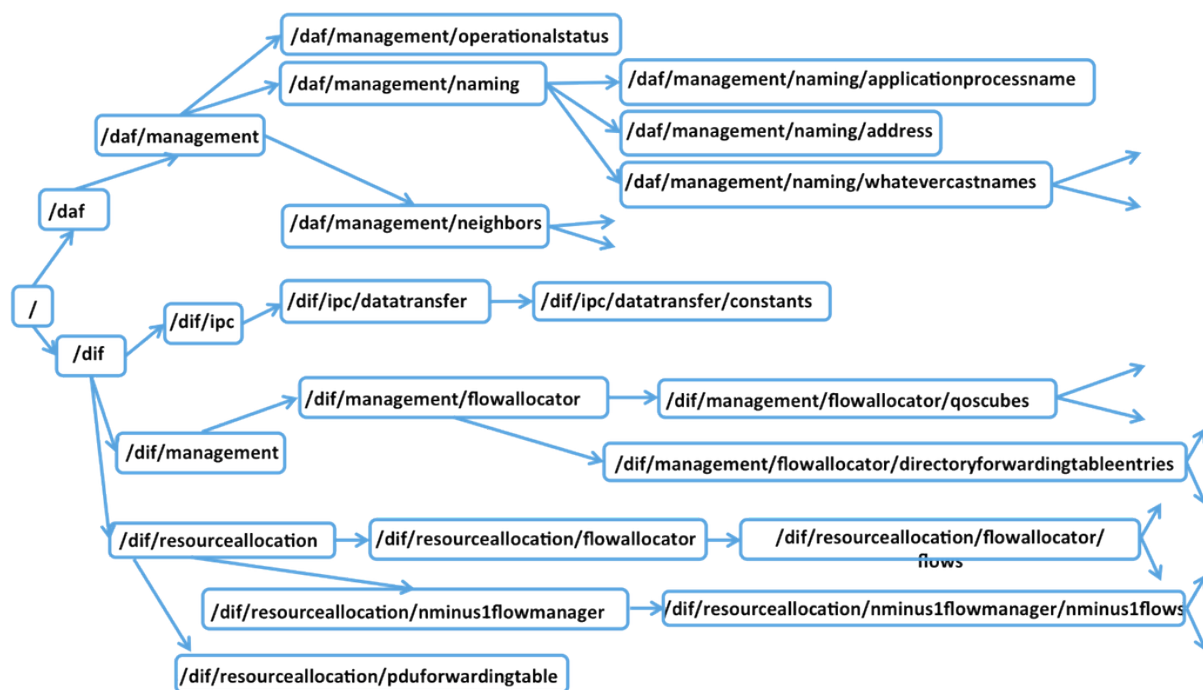 /daf/management/operationalstatus
/daf/management/naming
/daf/management/naming/applicationprocessname
/daf/management
/daf/management/naming/address
/daf/management/naming/whatevercastnames
/daf
/daf/management/neighbors
/
/dif/ipc/datatransfer
/dif/ipc/datatransfer/constants
/dif/ipc
/dif
/dif/management/flowallocator
/dif/management/flowallocator/qoscubes
/dif/management
/dif/management/flowallocator/directoryforwardingtableentries
/dif/resourceallocation
/dif/resourceallocation/flowallocator
/dif/resourceallocation/flowallocator/
flows
/dif/resourceallocation/nminus1flowmanager
/dif/resourceallocation/nminus1flowmanager/nminus1flows
/dif/resourceallocation/pduforwardingtable